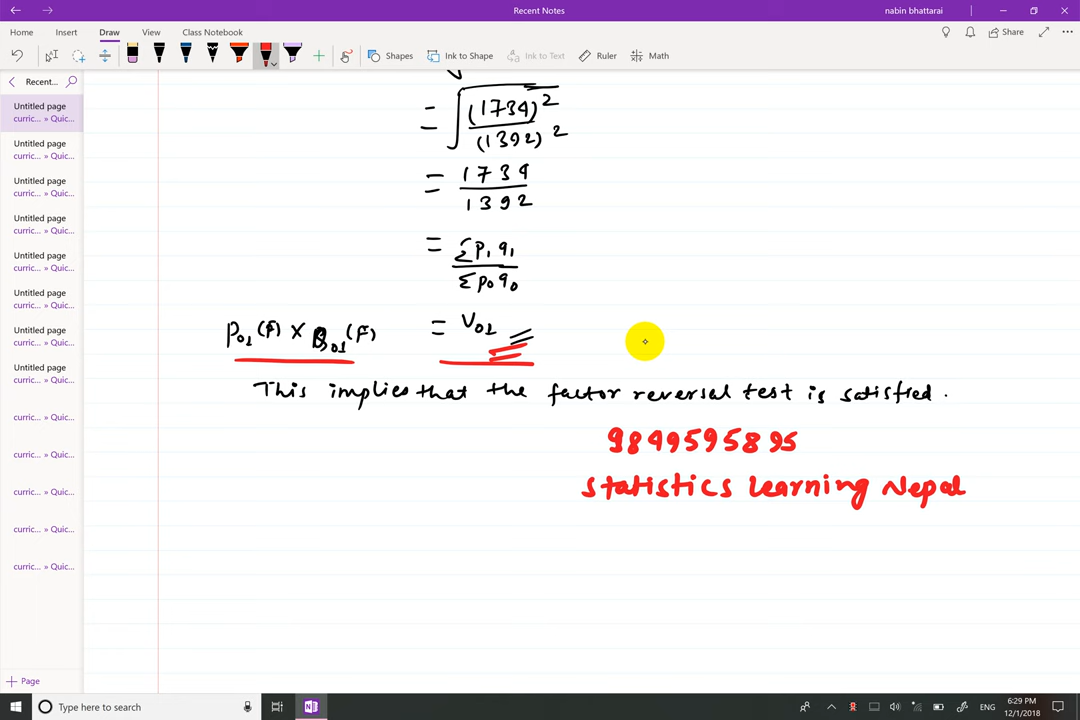 Recent Notes
nabin bhattarai
Home Insert Draw View Class Notebook
Share
Shapes Ink to Shape Ink to Text Ruler Math
Recent...
Untitled page
curric... » Quic...
Untitled page
curric... » Quic...
Untitled page
curric... » Quic...
Untitled page
curric... » Quic...
Untitled page
curric... » Quic...
Untitled page
curric... » Quic...
Untitled page
curric... » Quic...
Untitled page
curric... » Quic...
curric... » Quic...
curric... » Quic...
curric... » Quic...
curric... » Quic...
curric... » Quic...
+ Page
= √((1734)² / (1392)²)
= 1734 / 1392
= Σp₁q₁ / Σp₀q₀
P₀₁(F) × Q₀₁(F) = V₀₁
This implies that the factor reversal test is satisfied.
9849595895
Statistics Learning Nepal
Type here to search
ENG
6:29 PM
12/1/2018